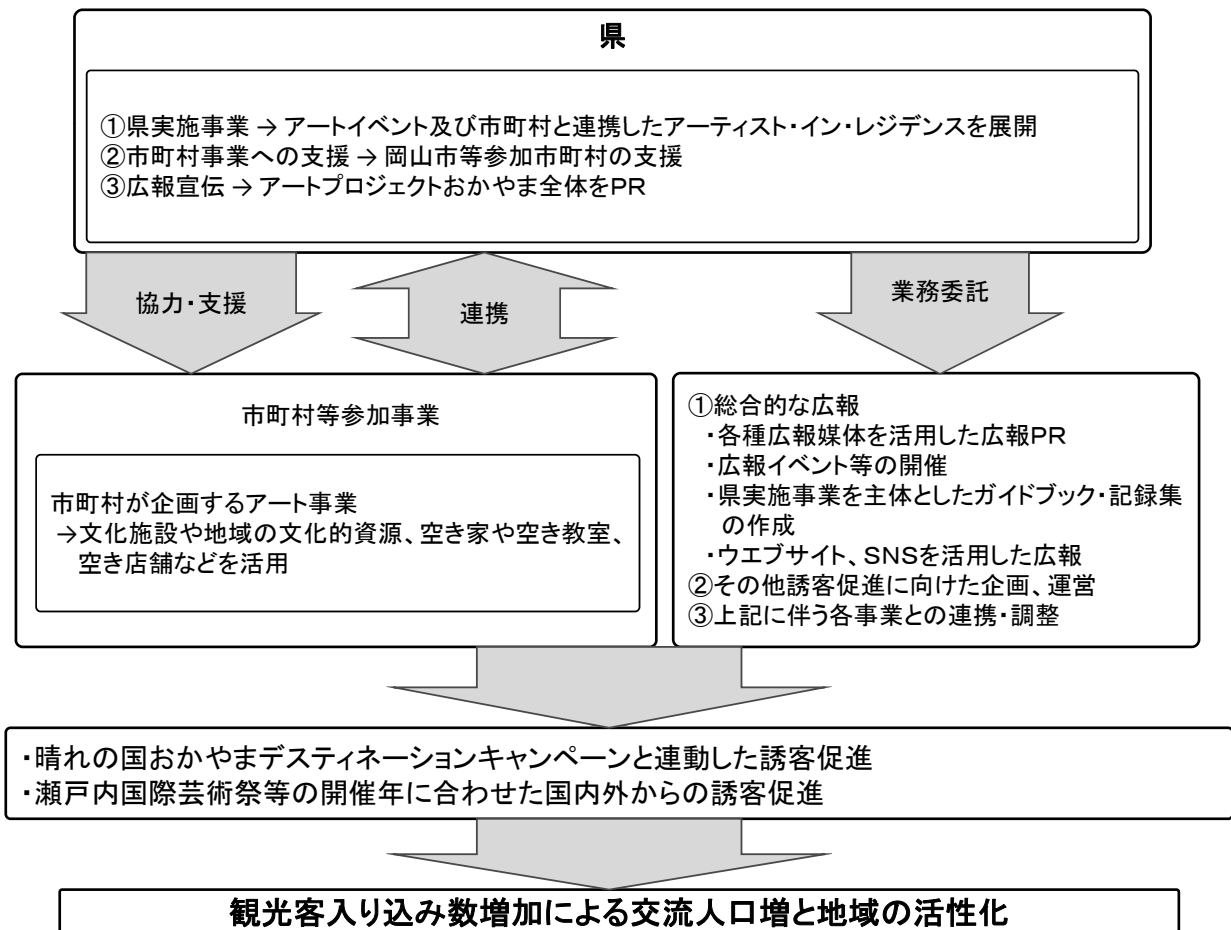 県
①県実施事業 → アートイベント及び市町村と連携したアーティスト・イン・レジデンスを展開
②市町村事業への支援 → 岡山市等参加市町村の支援
③広報宣伝 → アートプロジェクトおかやま全体をPR
協力・支援
連携
業務委託
市町村等参加事業
市町村が企画するアート事業
→文化施設や地域の文化的資源、空き家や空き教室、
空き店舗などを活用
①総合的な広報
・各種広報媒体を活用した広報PR
・広報イベント等の開催
・県実施事業を主体としたガイドブック・記録集
の作成
・ウエブサイト、SNSを活用した広報
②その他誘客促進に向けた企画、運営
③上記に伴う各事業との連携・調整
・晴れの国おかやまデスティネーションキャンペーンと連動した誘客促進
・瀬戸内国際芸術祭等の開催年に合わせた国内外からの誘客促進
観光客入り込み数増加による交流人口増と地域の活性化